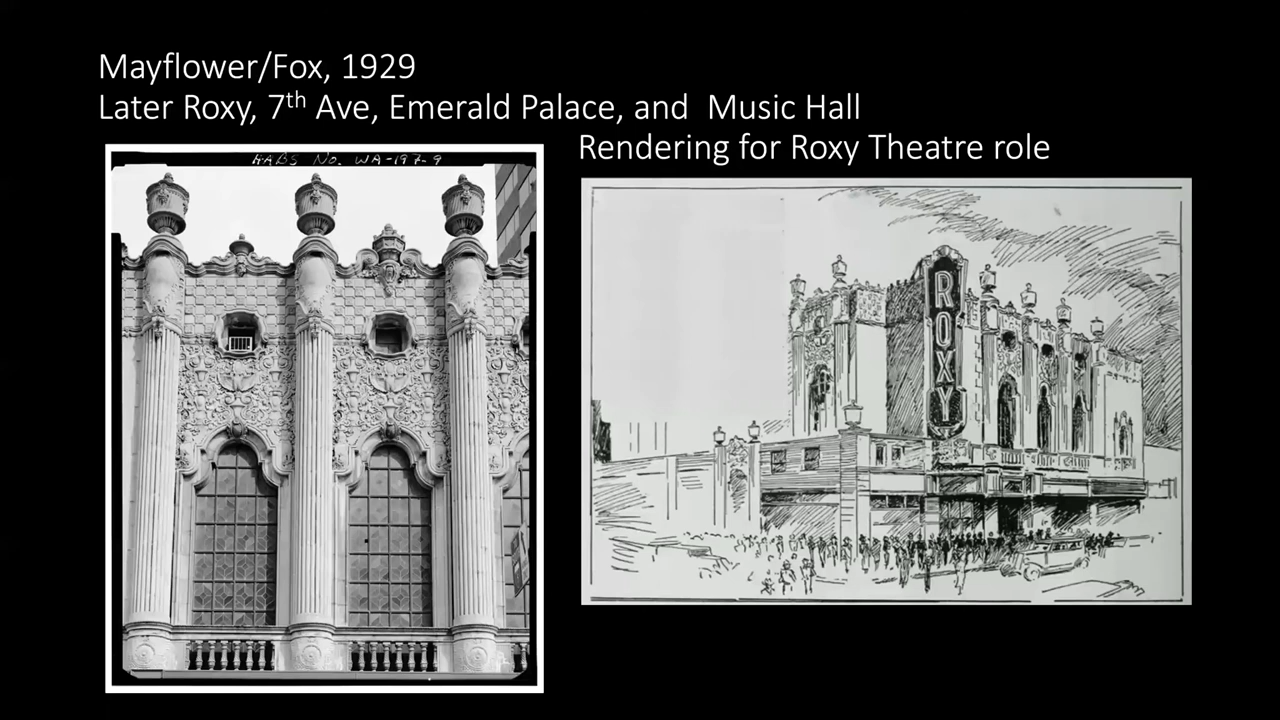 Mayflower/Fox, 1929
Later Roxy, 7th Ave, Emerald Palace, and Music Hall
Rendering for Roxy Theatre role
HABS No. WA-197-9
ROXY